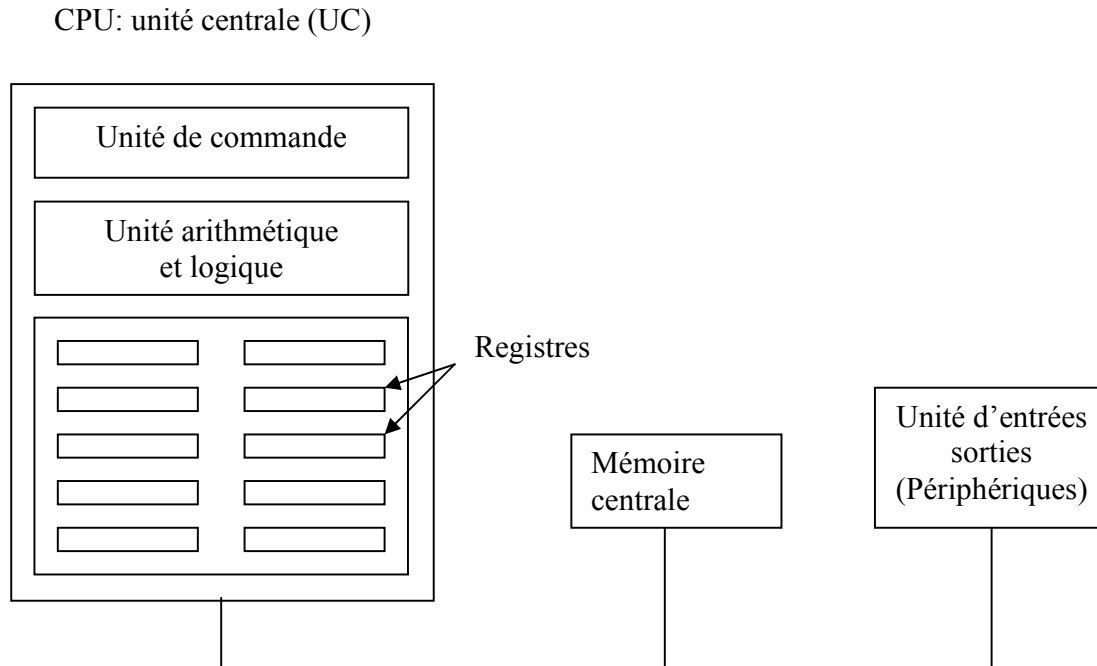 CPU: unité centrale (UC)
Unité de commande
Unité arithmétique
et logique
Registres
Mémoire
centrale
Unité d’entrées
sorties
(Périphériques)